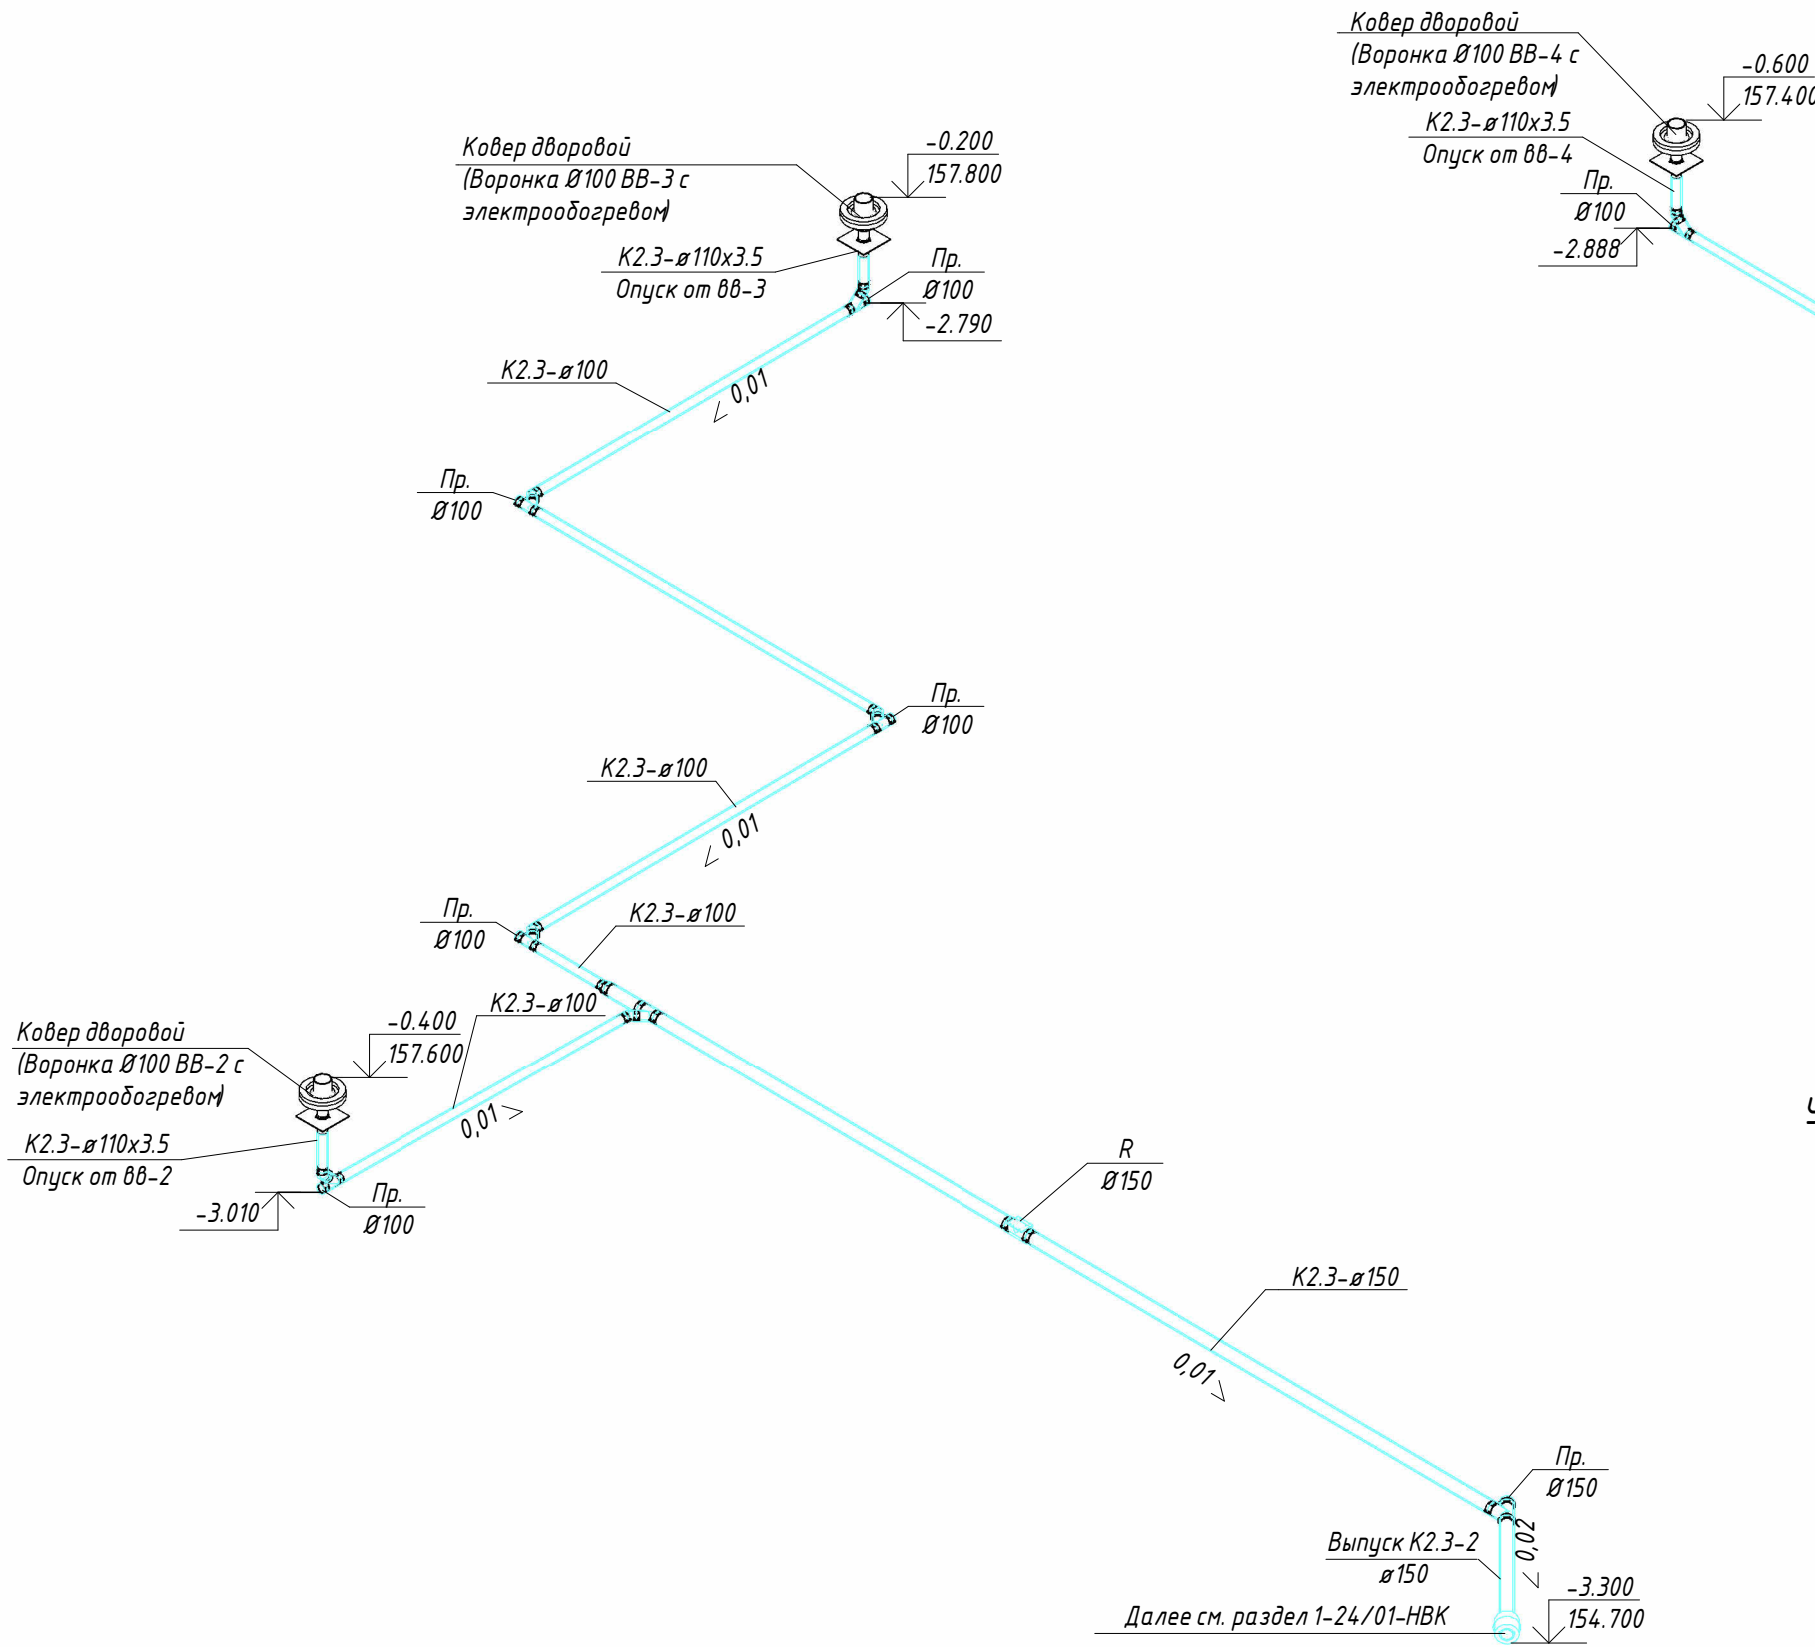 Ковер дворовой
(Воронка Ø100 ВВ-4 с
электрообогревом)
-0.600
157.400
К2.3-ø110х3.5
Опуск от вв-4
Пр.
Ø100
-2.888
Ковер дворовой
(Воронка Ø100 ВВ-3 с
электрообогревом)
-0.200
157.800
К2.3-ø110х3.5
Опуск от вв-3
Пр.
Ø100
-2.790
К2.3-ø100
< 0,01
Пр.
Ø100
Пр.
Ø100
К2.3-ø100
< 0,01
Пр.
Ø100
К2.3-ø100
К2.3-ø100
Ковер дворовой
(Воронка Ø100 ВВ-2 с
электрообогревом)
-0.400
157.600
0,01 >
К2.3-ø110х3.5
Опуск от вв-2
-3.010
Пр.
Ø100
R
Ø150
К2.3-ø150
0,01 >
Пр.
Ø150
< 0,02
Выпуск К2.3-2
ø150
-3.300
154.700
Далее см. раздел 1-24/01-НВК